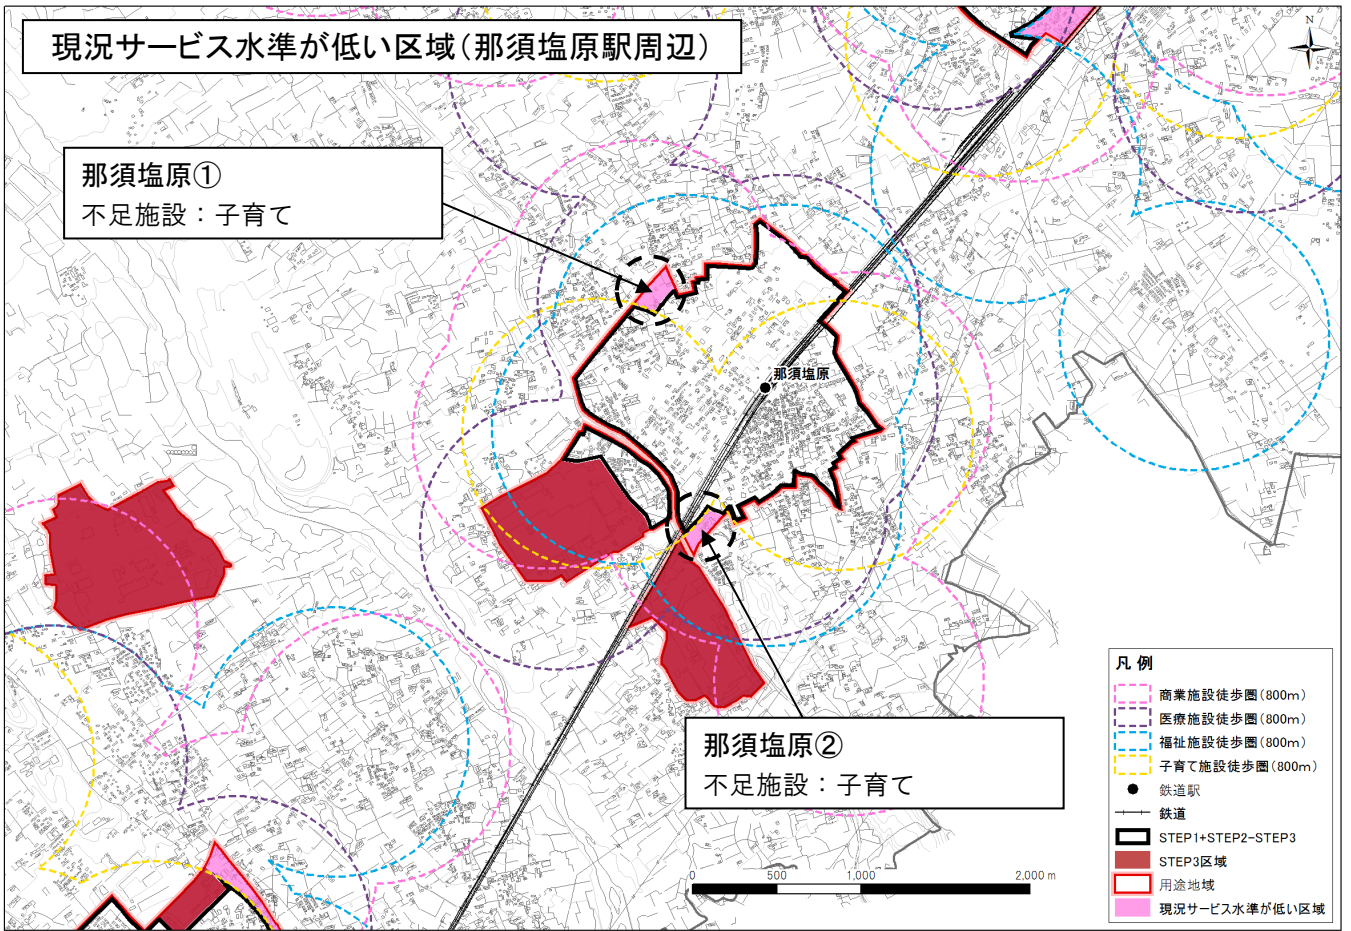 現況サービス水準が低い区域(那須塩原駅周辺)
N
那須塩原①
不足施設：子育て
那須塩原
那須塩原②
不足施設：子育て
凡例
商業施設徒歩圏(800m)
医療施設徒歩圏(800m)
福祉施設徒歩圏(800m)
子育て施設徒歩圏(800m)
鉄道駅
鉄道
STEP1+STEP2-STEP3
STEP3区域
用途地域
現況サービス水準が低い区域
0 500 1,000 2,000 m